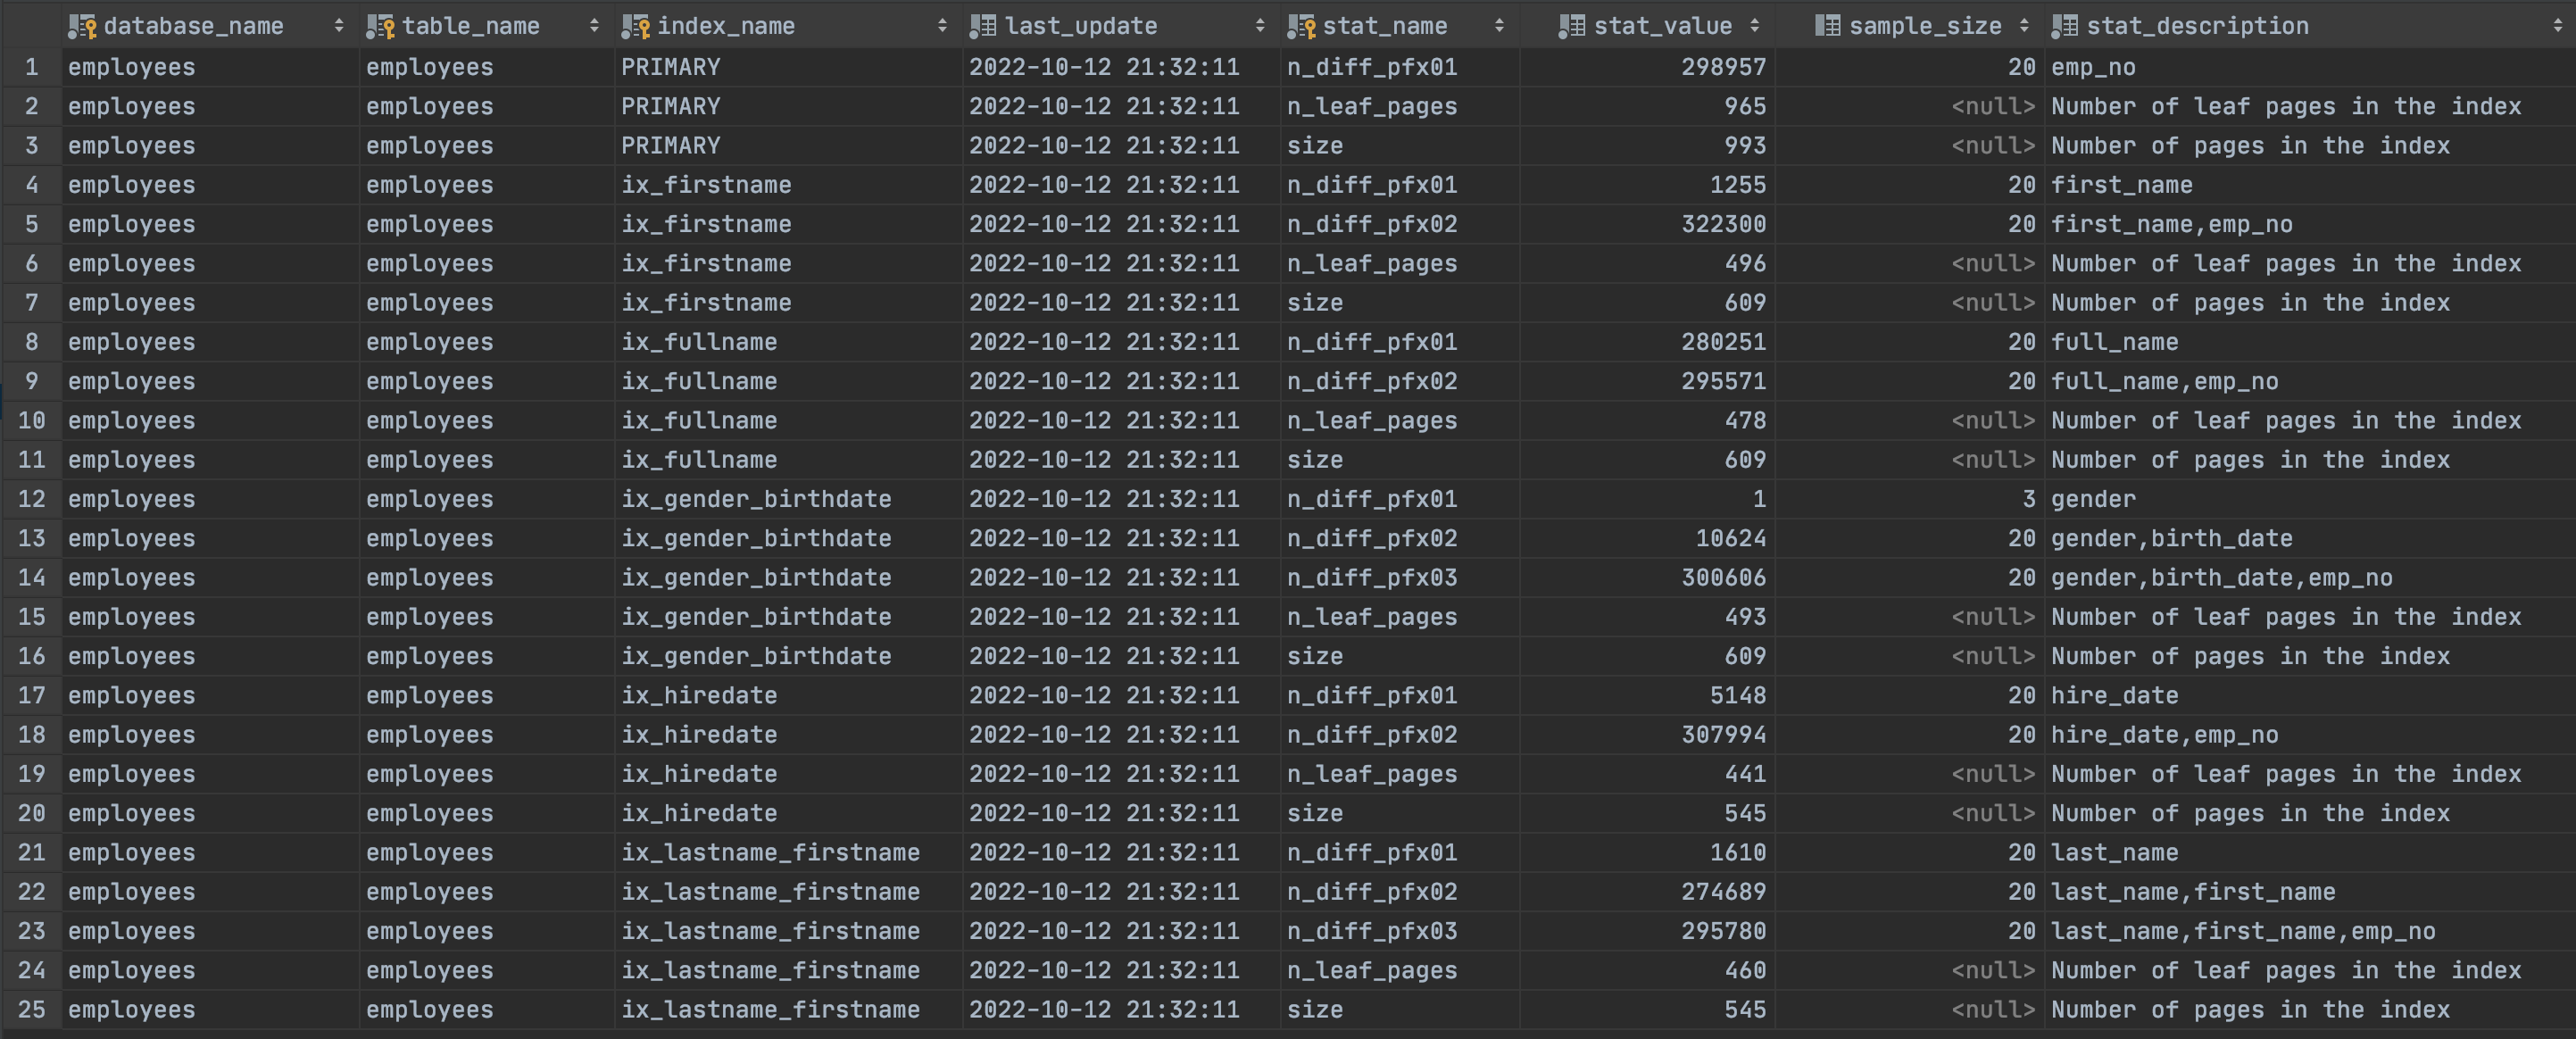 database_name table_name index_name last_update stat_name stat_value sample_size stat_description
1 employees employees PRIMARY 2022-10-12 21:32:11 n_diff_pfx01 298957 20 emp_no
2 employees employees PRIMARY 2022-10-12 21:32:11 n_leaf_pages 965 <null> Number of leaf pages in the index
3 employees employees PRIMARY 2022-10-12 21:32:11 size 993 <null> Number of pages in the index
4 employees employees ix_firstname 2022-10-12 21:32:11 n_diff_pfx01 1255 20 first_name
5 employees employees ix_firstname 2022-10-12 21:32:11 n_diff_pfx02 322300 20 first_name,emp_no
6 employees employees ix_firstname 2022-10-12 21:32:11 n_leaf_pages 496 <null> Number of leaf pages in the index
7 employees employees ix_firstname 2022-10-12 21:32:11 size 609 <null> Number of pages in the index
8 employees employees ix_fullname 2022-10-12 21:32:11 n_diff_pfx01 280251 20 full_name
9 employees employees ix_fullname 2022-10-12 21:32:11 n_diff_pfx02 295571 20 full_name,emp_no
10 employees employees ix_fullname 2022-10-12 21:32:11 n_leaf_pages 478 <null> Number of leaf pages in the index
11 employees employees ix_fullname 2022-10-12 21:32:11 size 609 <null> Number of pages in the index
12 employees employees ix_gender_birthdate 2022-10-12 21:32:11 n_diff_pfx01 1 3 gender
13 employees employees ix_gender_birthdate 2022-10-12 21:32:11 n_diff_pfx02 10624 20 gender,birth_date
14 employees employees ix_gender_birthdate 2022-10-12 21:32:11 n_diff_pfx03 300606 20 gender,birth_date,emp_no
15 employees employees ix_gender_birthdate 2022-10-12 21:32:11 n_leaf_pages 493 <null> Number of leaf pages in the index
16 employees employees ix_gender_birthdate 2022-10-12 21:32:11 size 609 <null> Number of pages in the index
17 employees employees ix_hiredate 2022-10-12 21:32:11 n_diff_pfx01 5148 20 hire_date
18 employees employees ix_hiredate 2022-10-12 21:32:11 n_diff_pfx02 307994 20 hire_date,emp_no
19 employees employees ix_hiredate 2022-10-12 21:32:11 n_leaf_pages 441 <null> Number of leaf pages in the index
20 employees employees ix_hiredate 2022-10-12 21:32:11 size 545 <null> Number of pages in the index
21 employees employees ix_lastname_firstname 2022-10-12 21:32:11 n_diff_pfx01 1610 20 last_name
22 employees employees ix_lastname_firstname 2022-10-12 21:32:11 n_diff_pfx02 274689 20 last_name,first_name
23 employees employees ix_lastname_firstname 2022-10-12 21:32:11 n_diff_pfx03 295780 20 last_name,first_name,emp_no
24 employees employees ix_lastname_firstname 2022-10-12 21:32:11 n_leaf_pages 460 <null> Number of leaf pages in the index
25 employees employees ix_lastname_firstname 2022-10-12 21:32:11 size 545 <null> Number of pages in the index